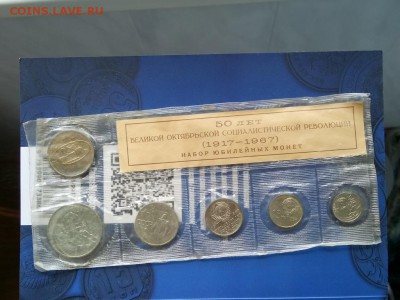 COINS.LAVE.RU
50 ЛЕТ
ВЕЛИКОЙ ОКТЯБРЬСКОЙ СОЦИАЛИСТИЧЕСКОЙ РЕВОЛЮЦИИ
(1917-1967)
НАБОР ЮБИЛЕЙНЫХ МОНЕТ